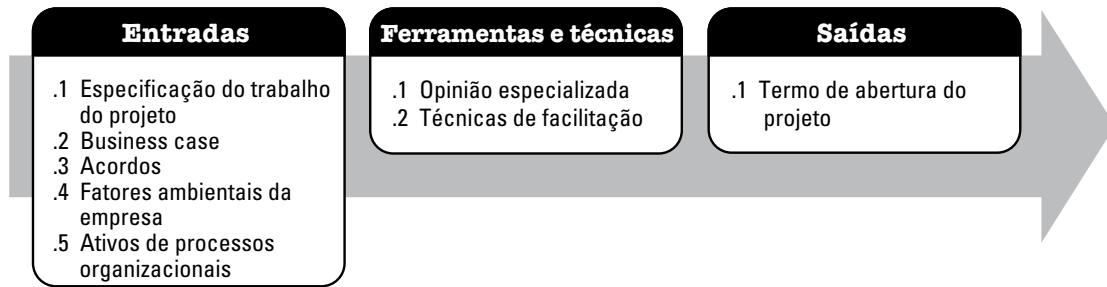 Entradas
.1 Especificação do trabalho
do projeto
.2 Business case
.3 Acordos
.4 Fatores ambientais da
empresa
.5 Ativos de processos
organizacionais
Ferramentas e técnicas
.1 Opinião especializada
.2 Técnicas de facilitação
Saídas
.1 Termo de abertura do
projeto